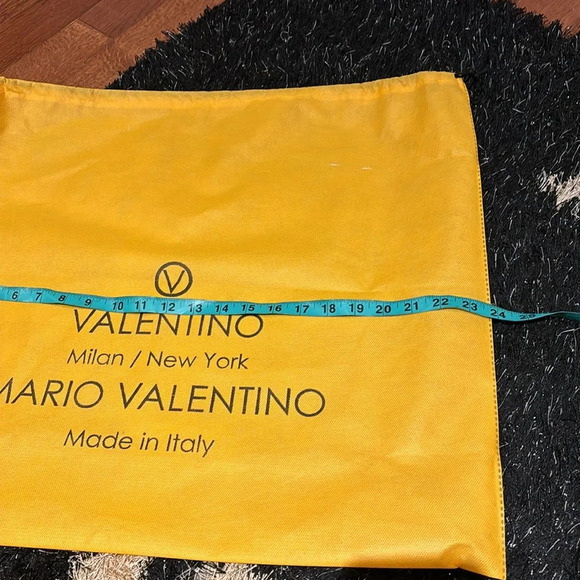 V
6 7 8 9 10 11 12 13 14 15 16 17 18 19 20 21 22 23 24
VALENTINO
Milan / New York
MARIO VALENTINO
Made in Italy